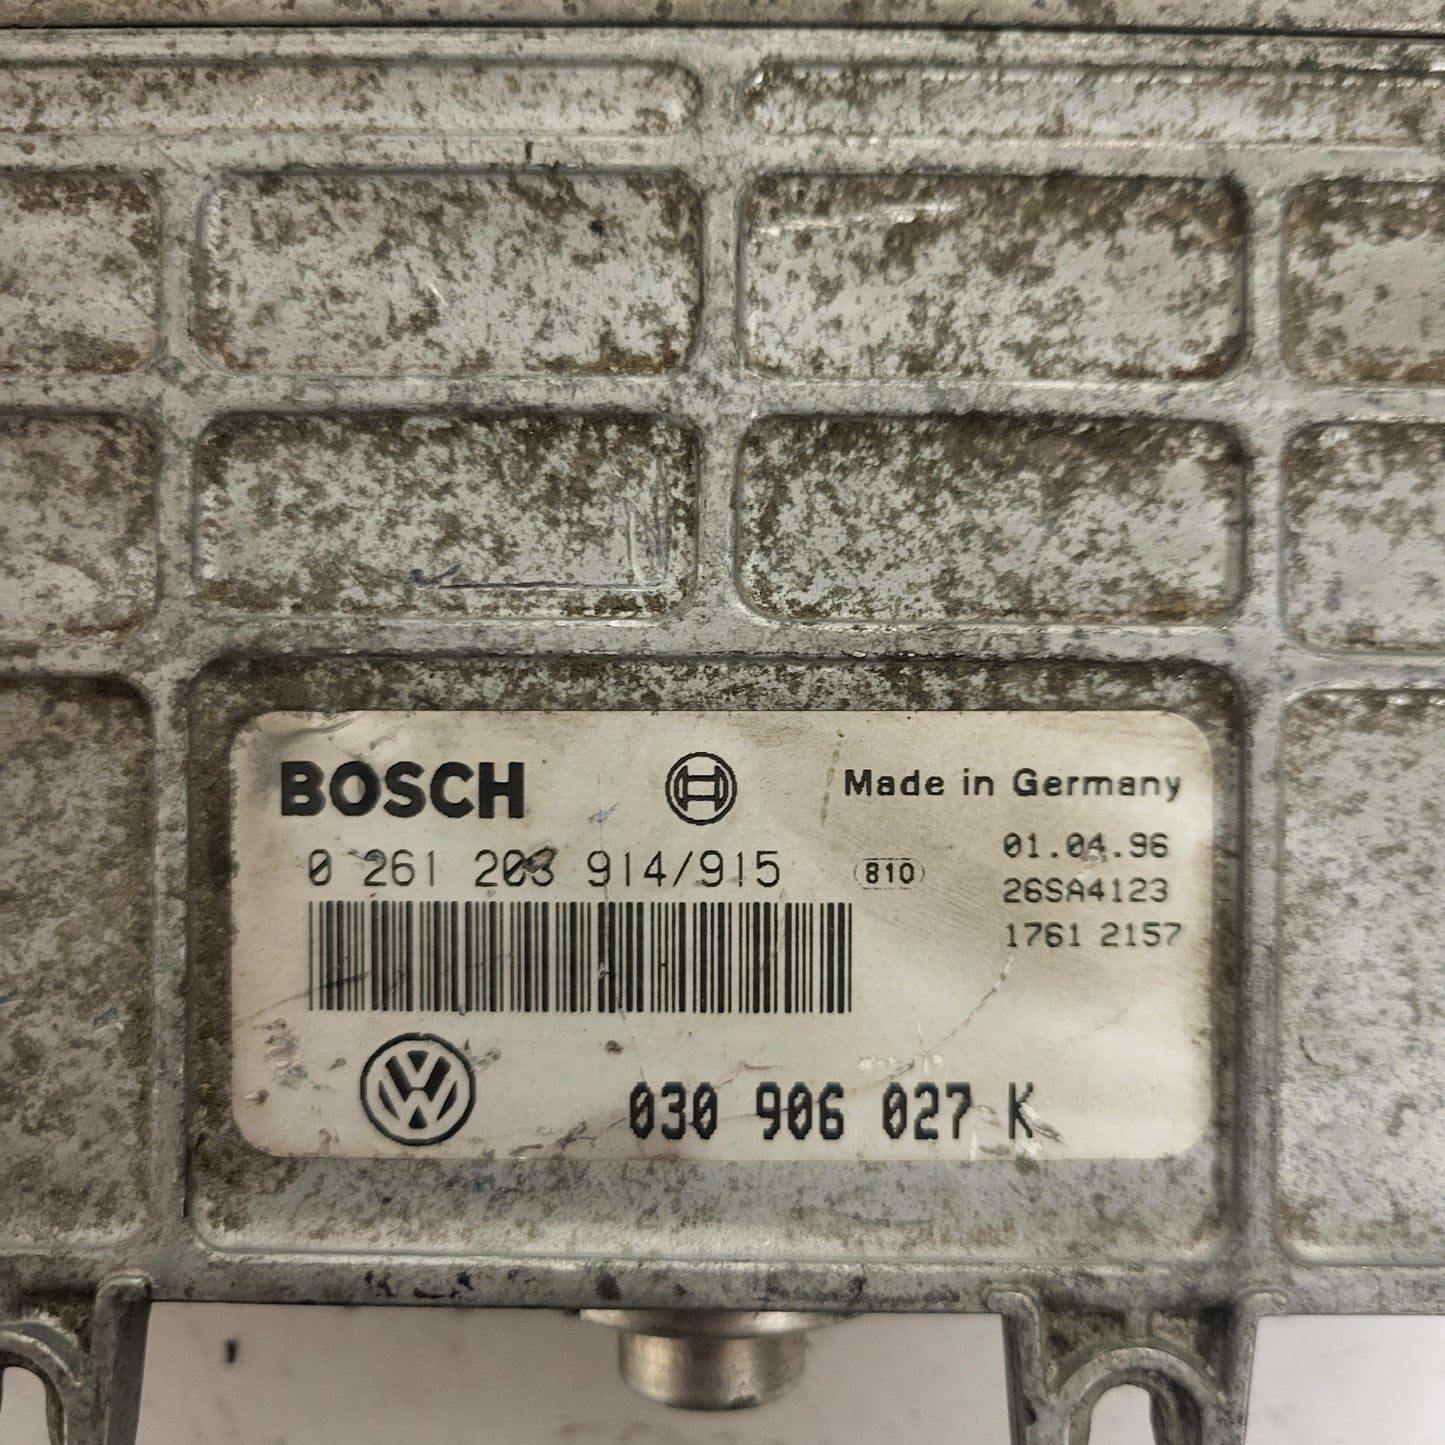 BOSCH
Made in Germany
01.04.96
0 261 203 914/915
810
26SA4123
1761 2157
030 906 027 K